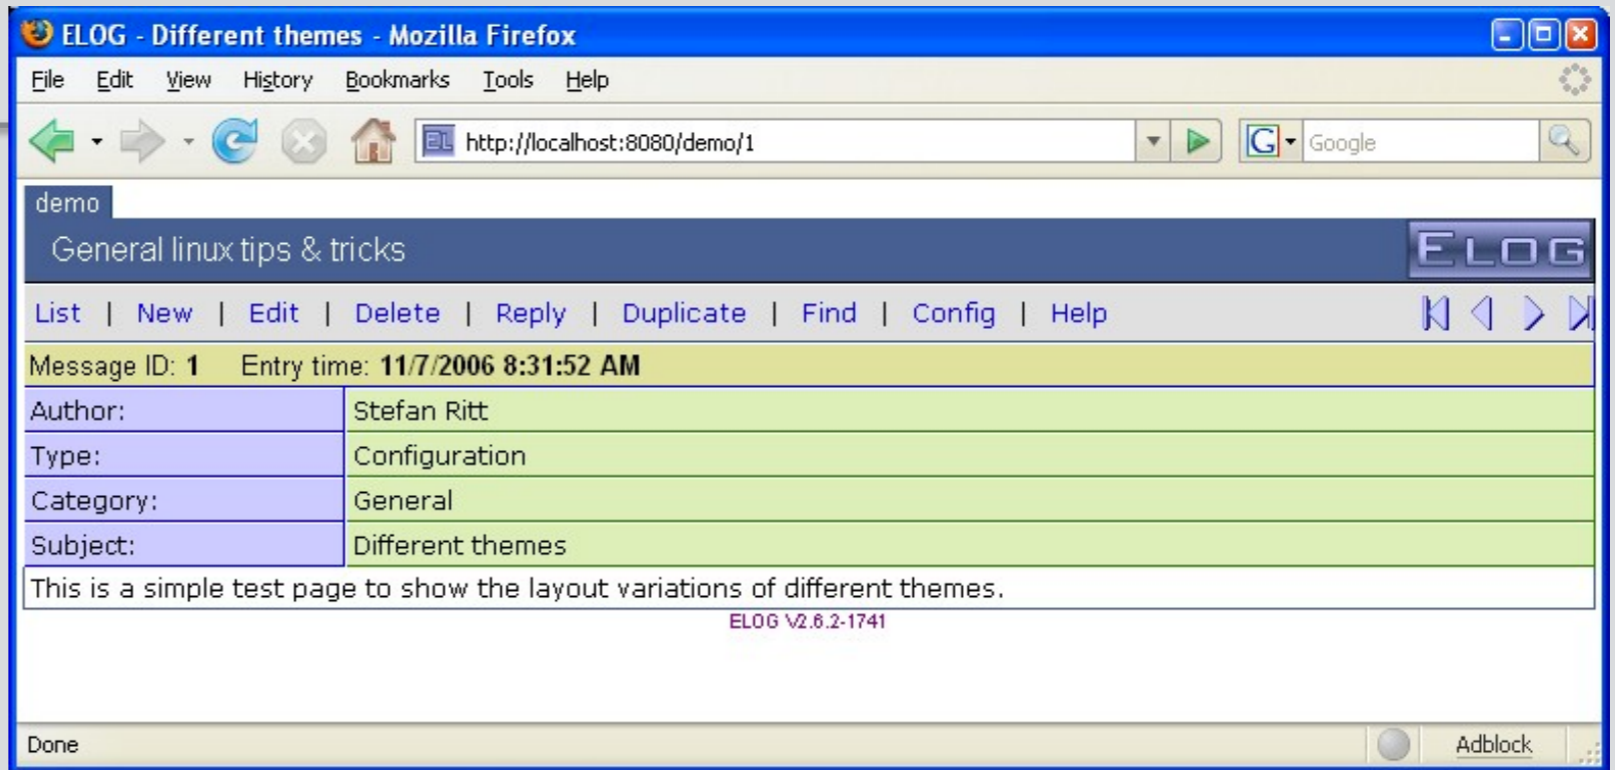 ELOG - Different themes - Mozilla Firefox
File Edit View History Bookmarks Tools Help
EL http://localhost:8080/demo/1 G Google
demo
General linux tips & tricks ELOG
List | New | Edit | Delete | Reply | Duplicate | Find | Config | Help
Message ID: 1 Entry time: 11/7/2006 8:31:52 AM
Author: Stefan Ritt
Type: Configuration
Category: General
Subject: Different themes
This is a simple test page to show the layout variations of different themes.
ELOG V2.6.2-1741
Done Adblock